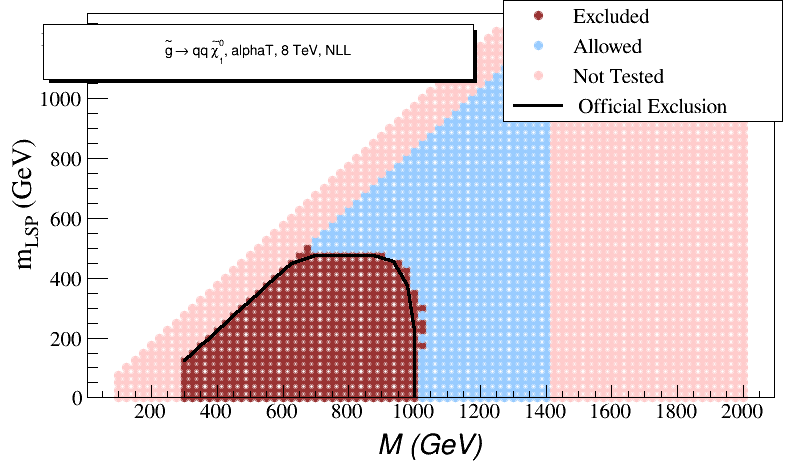 g̃ → qq χ̃⁰₁, alphaT, 8 TeV, NLL
Excluded
Allowed
Not Tested
Official Exclusion
1000
800
600
400
200
0
m_LSP (GeV)
200 400 600 800 1000 1200 1400 1600 1800 2000
M (GeV)